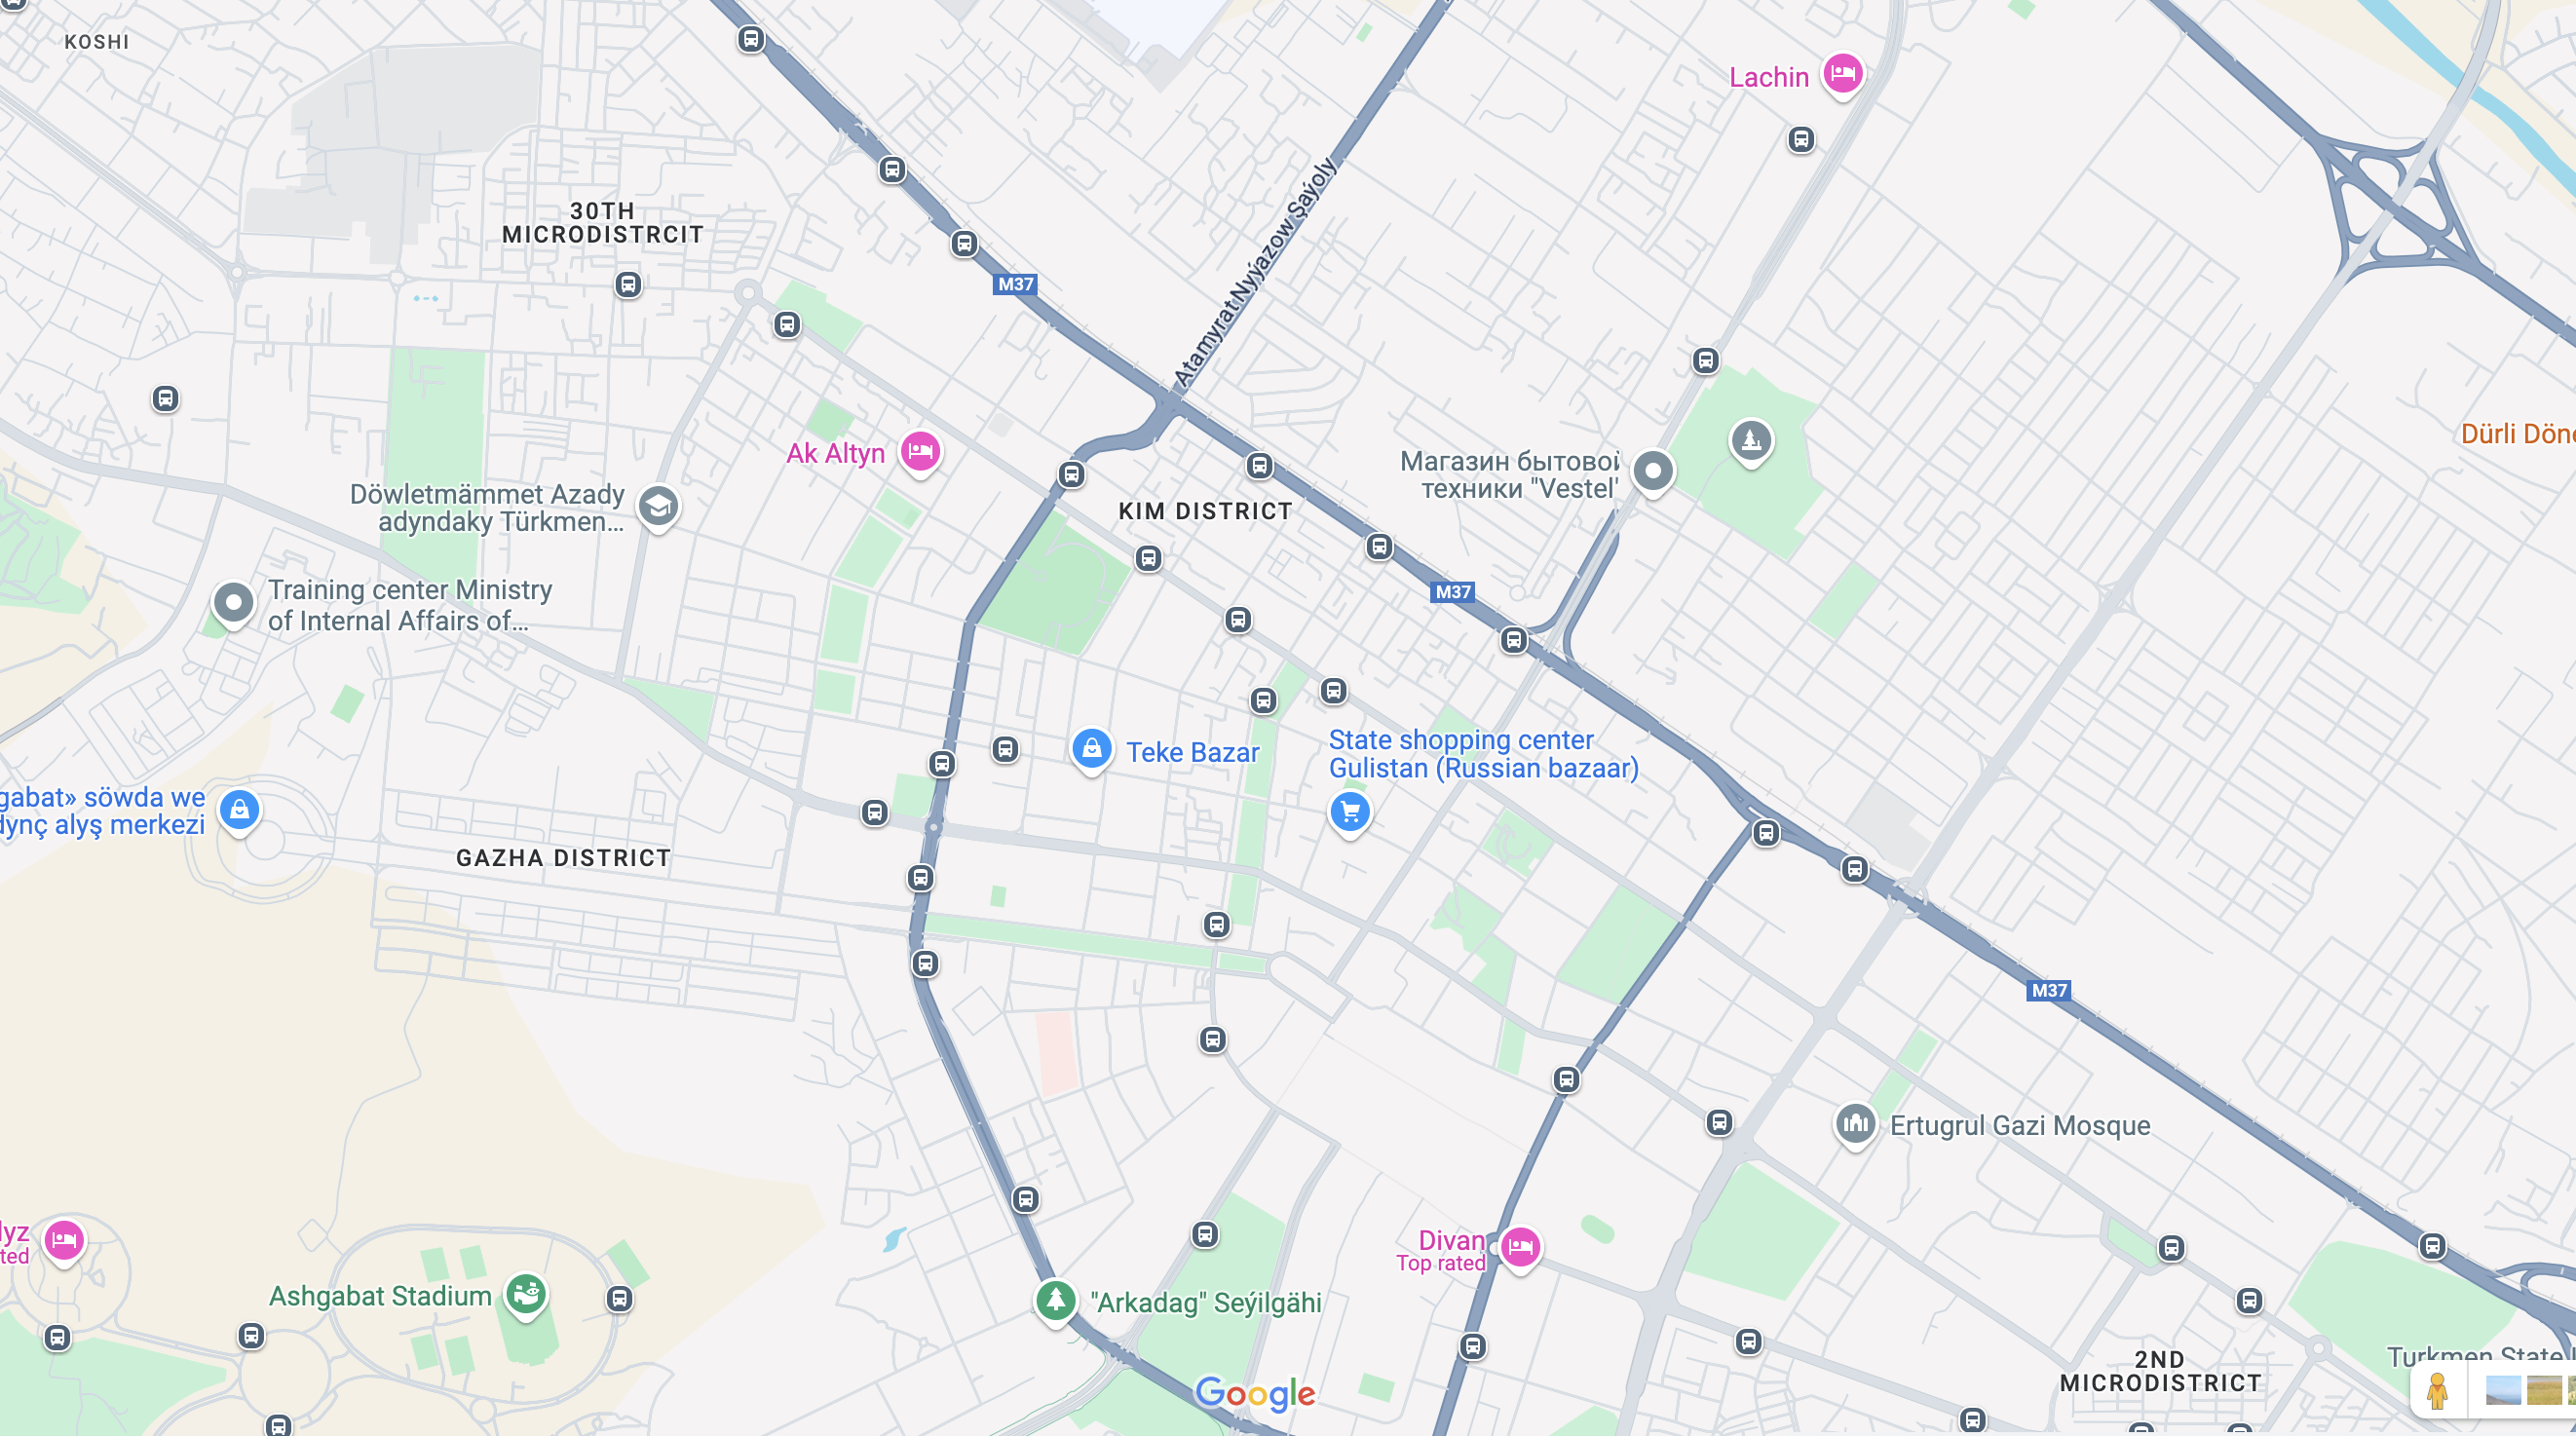 KOSHI
Lachin
30TH
MICRODISTRCIT
M37
Atamyrat Nyýazow Şaýoly
Ak Altyn
Dürli Döne
Магазин бытовой
техники "Vestel"
Döwletmämmet Azady
adyndaky Türkmen...
KIM DISTRICT
Training center Ministry
of Internal Affairs of...
M37
Teke Bazar
State shopping center
Gulistan (Russian bazaar)
gabat» söwda we
dynç alyş merkezi
GAZHA DISTRICT
M37
Ertugrul Gazi Mosque
lyz
ted
Divan
Top rated
Ashgabat Stadium
"Arkadag" Seýilgähi
Turkmen State
2ND
MICRODISTRICT
Google